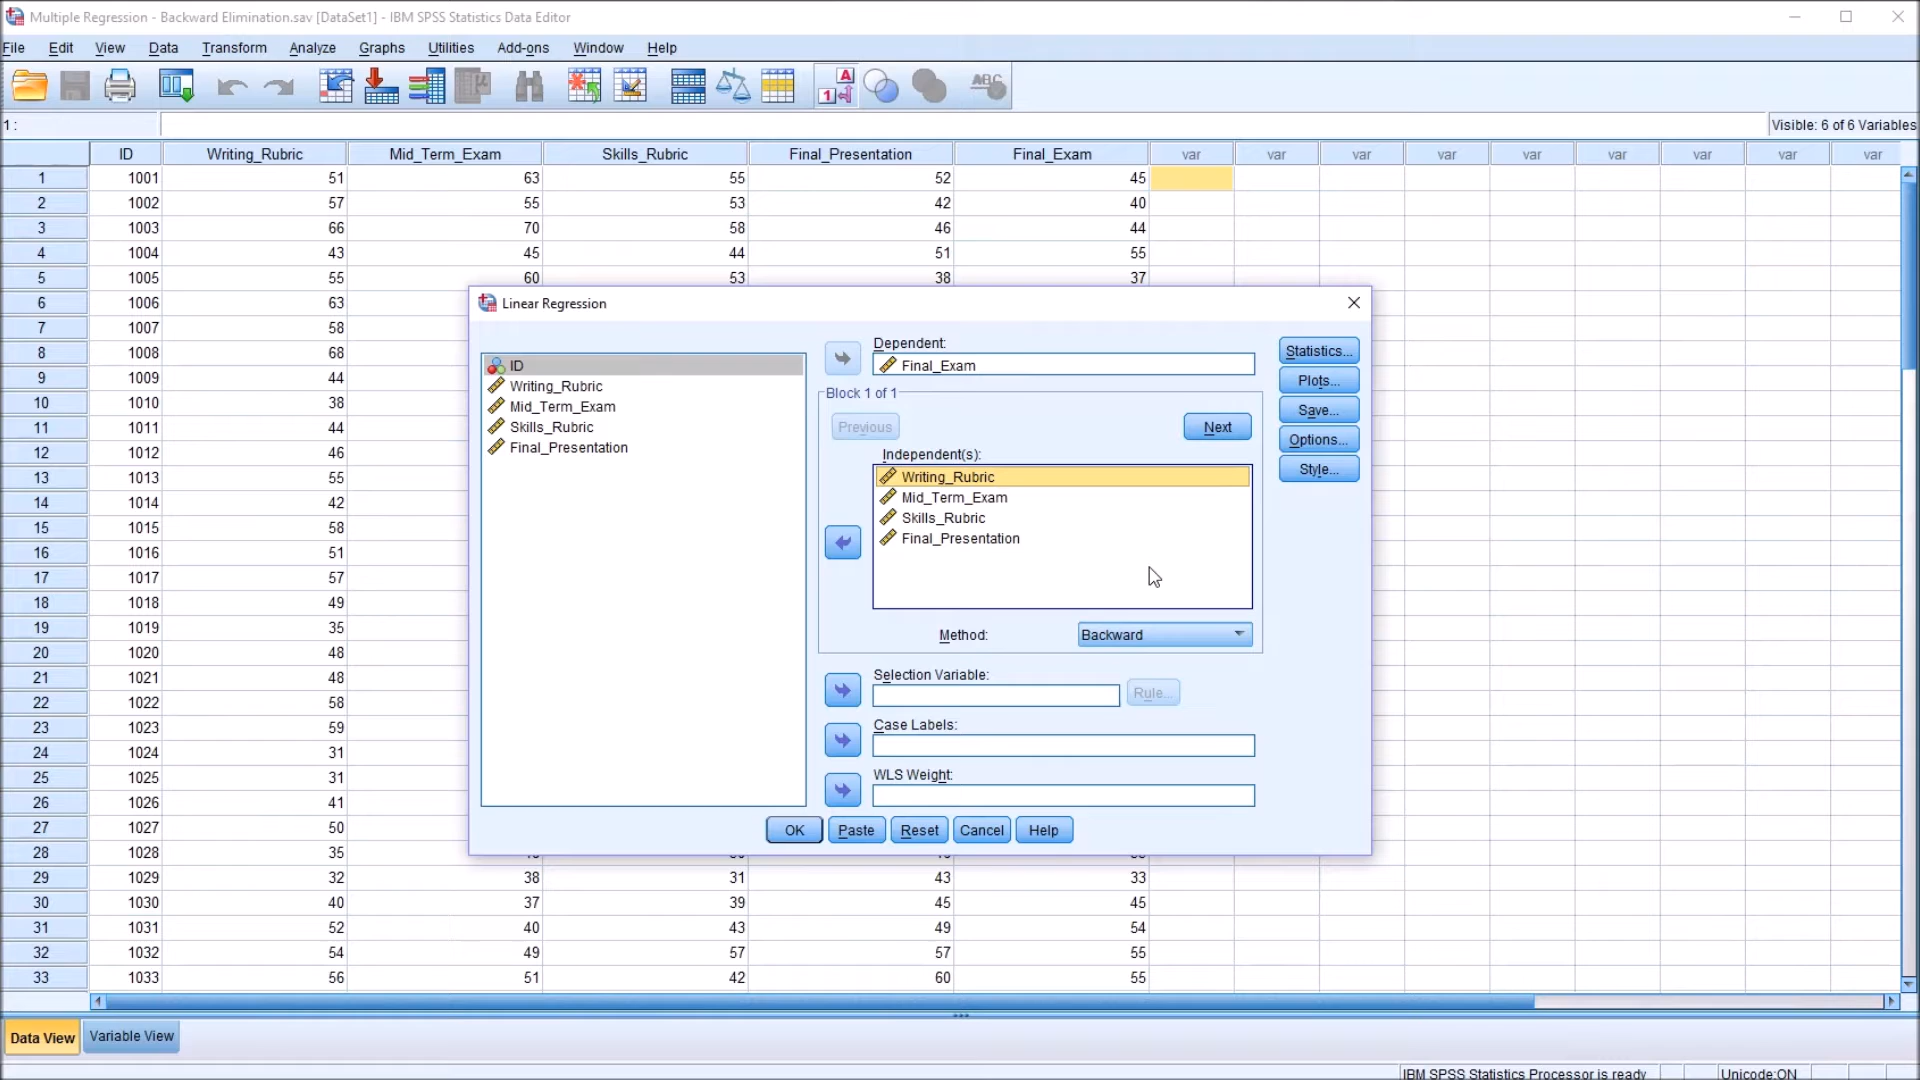 Multiple Regression - Backward Elimination.sav [DataSet1] - IBM SPSS Statistics Data Editor
File Edit View Data Transform Analyze Graphs Utilities Add-ons Window Help
A
1
ABC
1 :
Visible: 6 of 6 Variables
ID Writing_Rubric Mid_Term_Exam Skills_Rubric Final_Presentation Final_Exam var var var var var var var var var
1 1001 51 63 55 52 45
2 1002 57 55 53 42 40
3 1003 66 70 58 46 44
4 1004 43 45 44 51 55
5 1005 55 60 53 38 37
6 1006 63
7 1007 58
8 1008 68
9 1009 44
10 1010 38
11 1011 44
12 1012 46
13 1013 55
14 1014 42
15 1015 58
16 1016 51
17 1017 57
18 1018 49
19 1019 35
20 1020 48
21 1021 48
22 1022 58
23 1023 59
24 1024 31
25 1025 31
26 1026 41
27 1027 50
28 1028 35
29 1029 32 38 31 43 33
30 1030 40 37 39 45 45
31 1031 52 40 43 49 54
32 1032 54 49 57 57 55
33 1033 56 51 42 60 55
Linear Regression
ID
Writing_Rubric
Mid_Term_Exam
Skills_Rubric
Final_Presentation
Dependent:
Final_Exam
Block 1 of 1
Previous Next
Independent(s):
Writing_Rubric
Mid_Term_Exam
Skills_Rubric
Final_Presentation
Method: Backward
Selection Variable:
Rule...
Case Labels:
WLS Weight:
Statistics...
Plots...
Save...
Options...
Style...
OK Paste Reset Cancel Help
Data View Variable View
IBM SPSS Statistics Processor is ready Unicode:ON